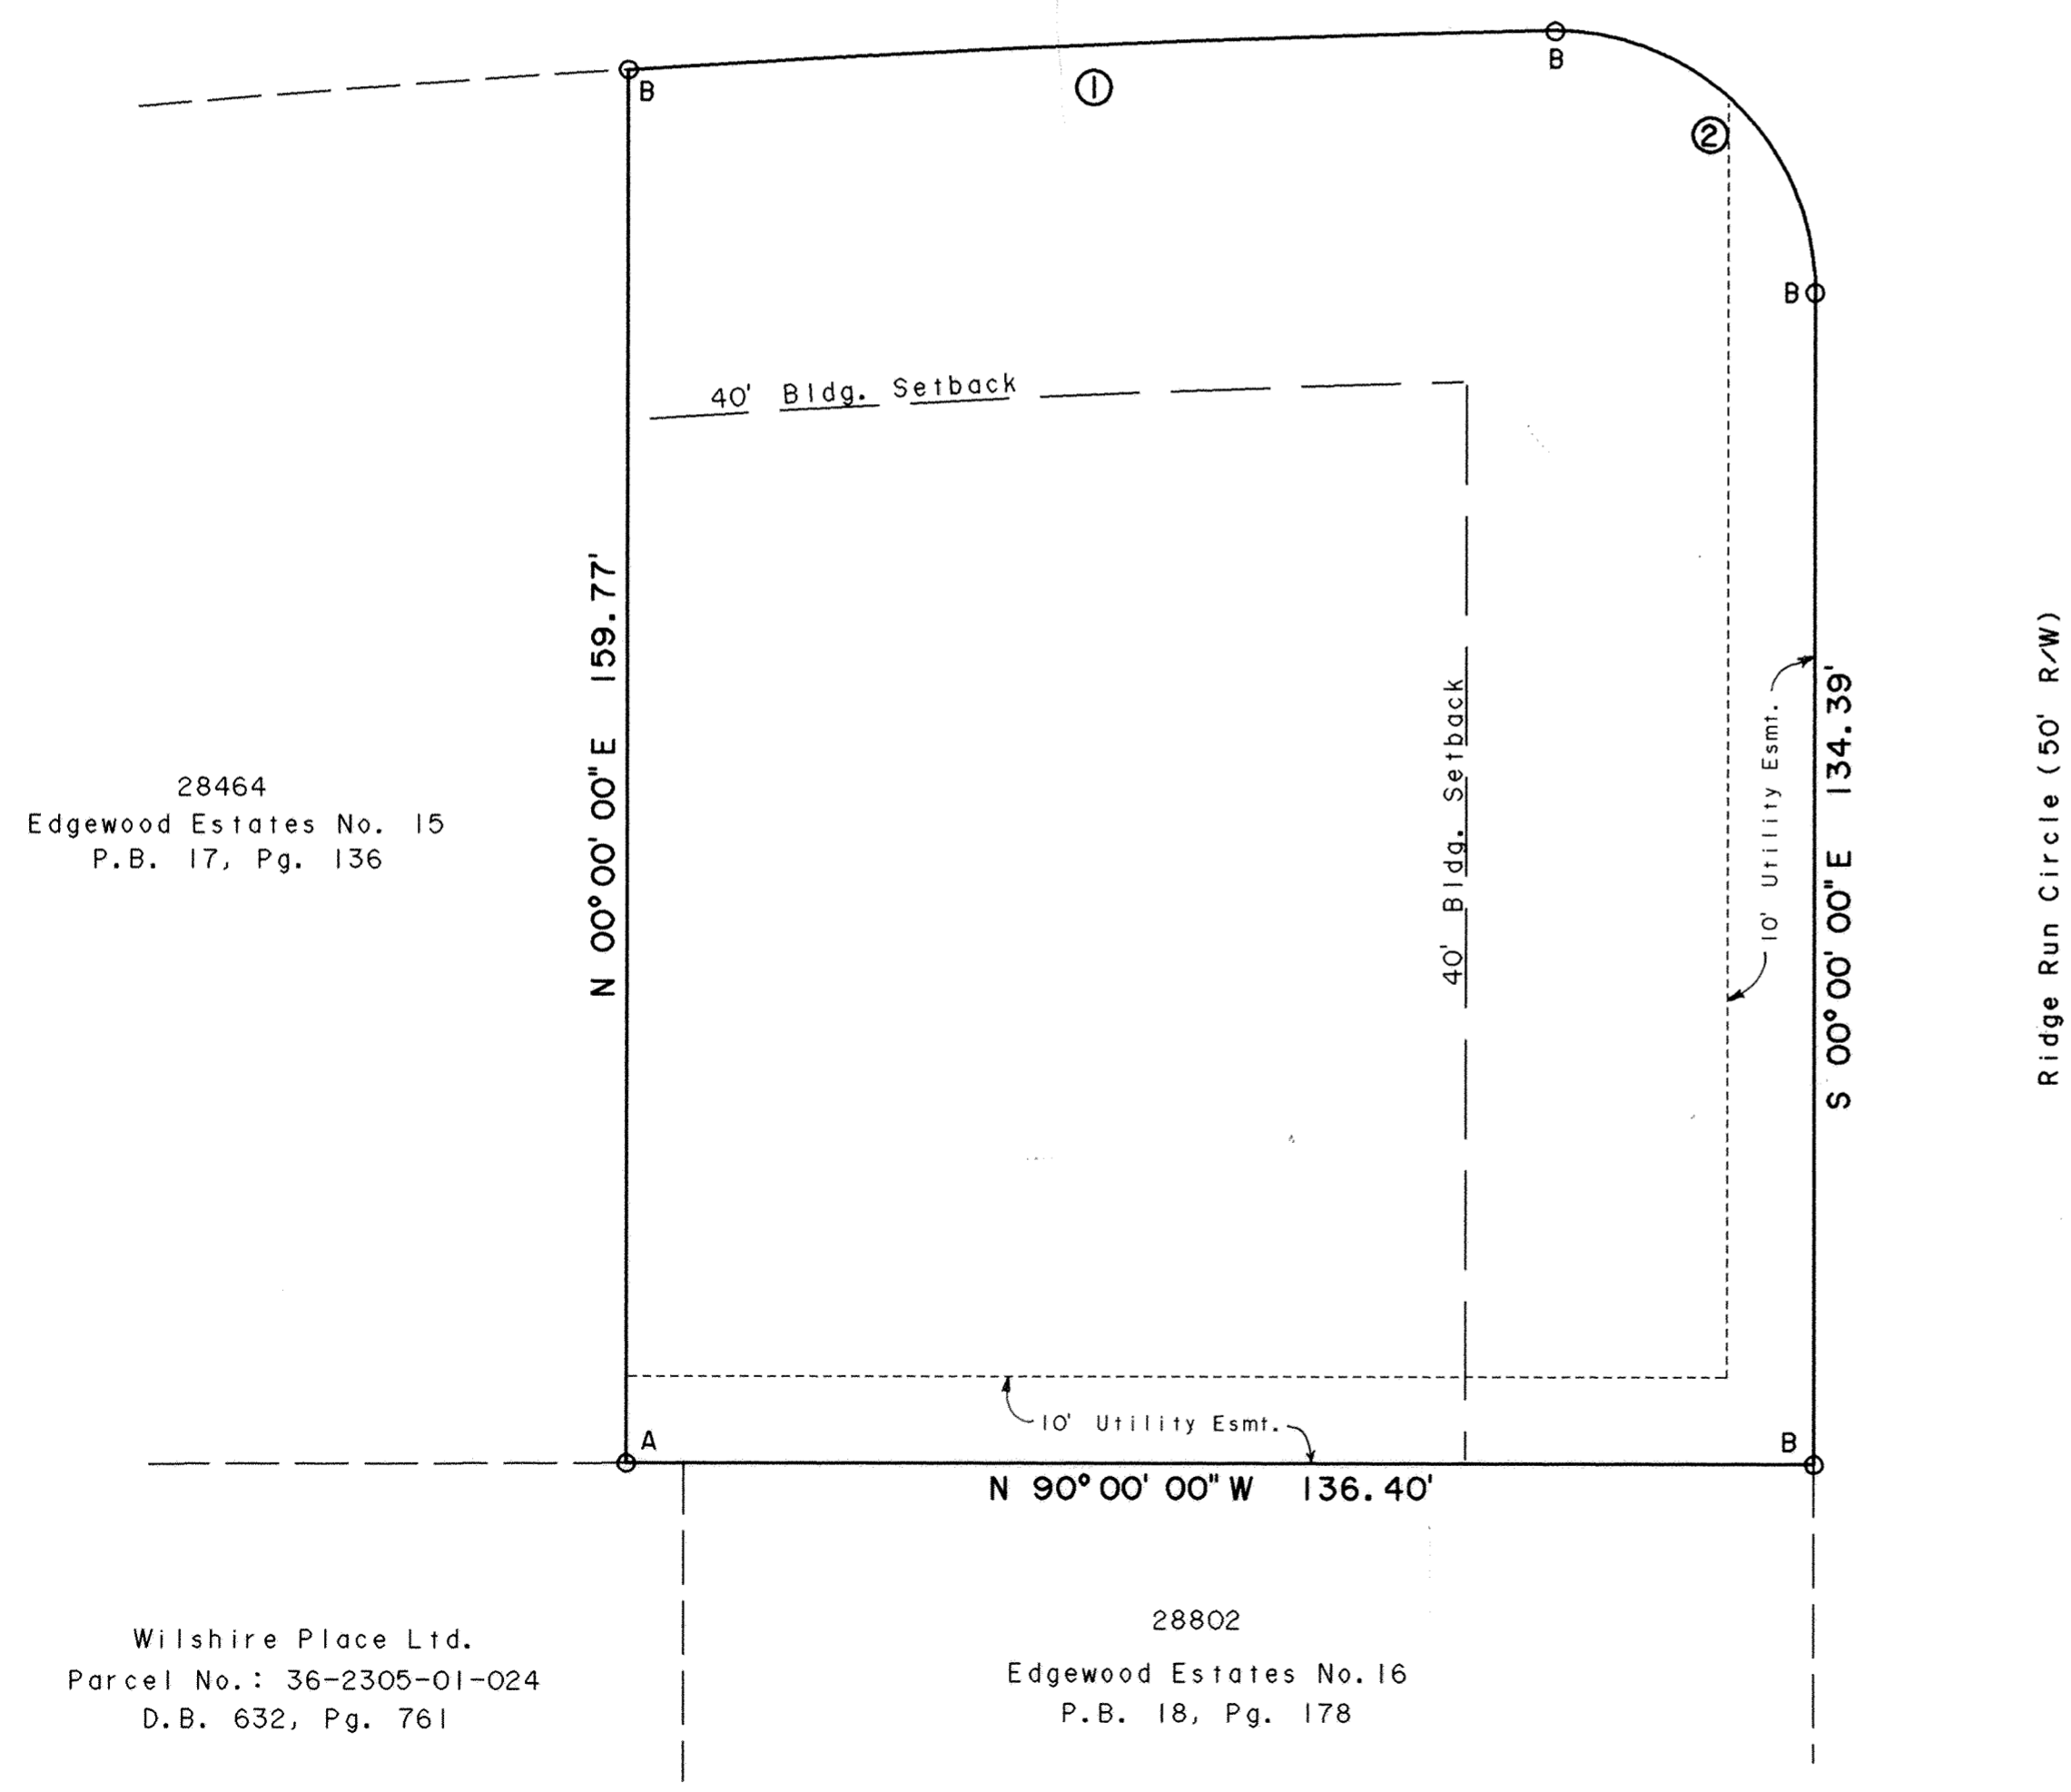 B
B
1
2
B
40' Bldg. Setback
N 00°00'00"E 159.77'
40' Bldg. Setback
10' Utility Esmt.
S 00°00'00"E 134.39'
Ridge Run Circle (50' R/W)
28464
Edgewood Estates No. 15
P.B. 17, Pg. 136
10' Utility Esmt.
A
B
N 90°00'00"W 136.40'
Wilshire Place Ltd.
Parcel No.: 36-2305-01-024
D.B. 632, Pg. 761
28802
Edgewood Estates No. 16
P.B. 18, Pg. 178